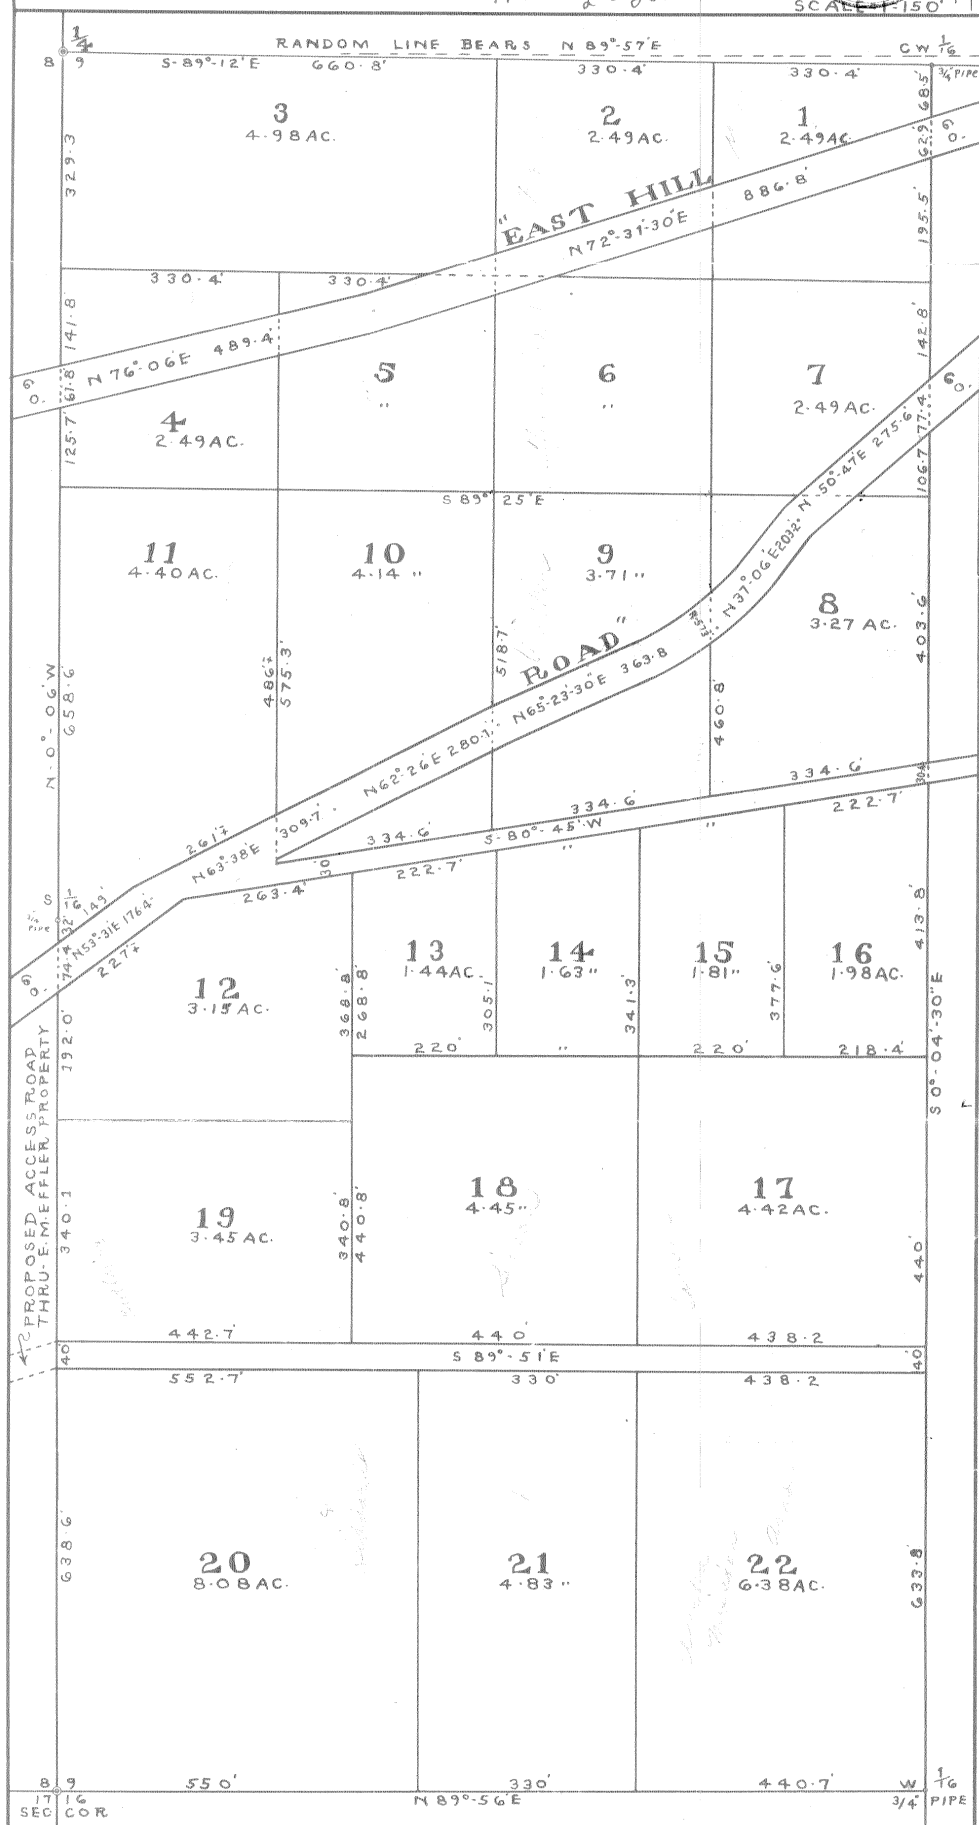 SCALE 1"-150'
1/4
RANDOM LINE BEARS N 89°-57'E
CW 1/16
8 9
S-89°-12'E 660.8'
330.4'
330.4'
3/4" PIPE
3
4.98 AC.
2
2.49 AC.
1
2.49 AC.
68.5'
62.9
60.
329.3
"EAST HILL
886.8'
N72°-31'-30"E
195.5'
330.4'
330.4'
141.8'
142.8'
N 76°-06'E 489.4'
60.
61.8'
5
"
6
"
7
2.49 AC.
60.
77.4
125.7'
4
2.49 AC.
N 50°-47'E 275.6'
106.7
S 89° 25'E
11
4.40 AC.
10
4.14 "
9
3.71 "
N 37°-06'E 203.2'
8
3.27 AC.
403.6'
ROAD"
N65°-23'-30"E 363.8
518.7'
N-0°-06'W
658.6'
575.3'
460.8'
N62°-26'E 280.1'
334.6'
30.4
222.7'
334.6'
309.7'
334.6'
S-80°-45'-W
"
"
N63°-38'E
30'
222.7'
263.4'
S 1/16
149'
32'
N53°-31'E 176.4'
74.4
413.8'
13
1.44 AC.
14
1.63 "
15
1.81 "
16
1.98 AC.
60.
12
3.15 AC.
368.8'
268.8'
305.1'
341.3'
377.6'
S 0°-04'-30"E
192.0'
220'
"
220'
218.4'
PROPOSED ACCESS ROAD
THRU-E.M.EFFLER PROPERTY
18
4.45 "
17
4.42 AC.
19
3.45 AC.
340.1
340.8'
440.8'
440'
442.7'
440'
438.2
40'
S 89°-51'E
40'
552.7'
330'
438.2
638.6'
20
8.08 AC.
21
4.83 "
22
6.38 AC.
633.8'
8 9
550'
330'
440.7'
W 1/16
17 16
N 89°-56'E
3/4" PIPE
SEC COR